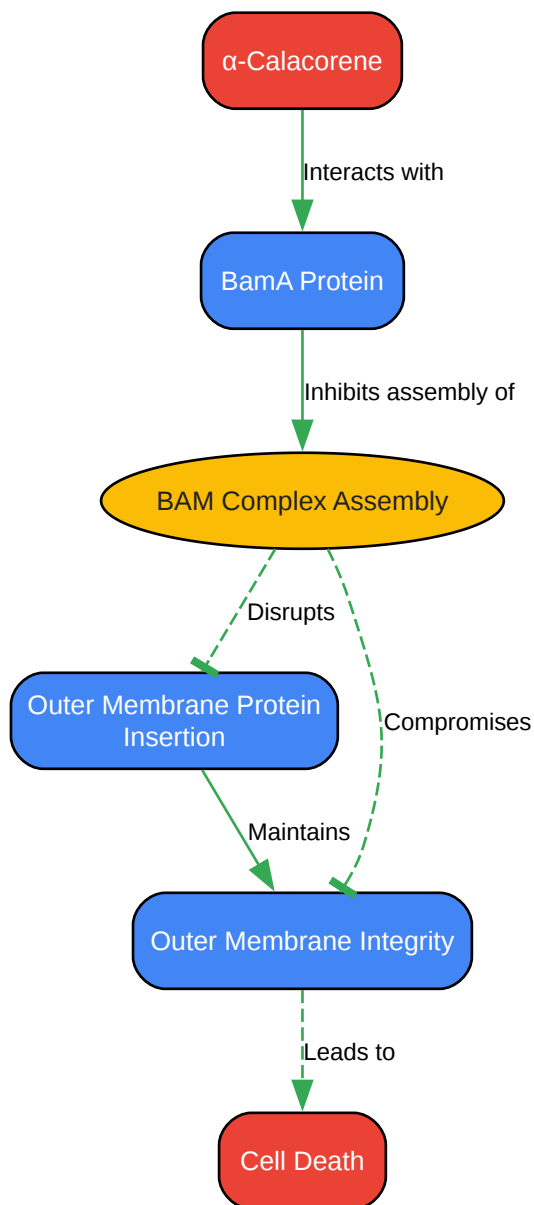 α-Calacorene
Interacts with
BamA Protein
Inhibits assembly of
BAM Complex Assembly
Disrupts
Outer Membrane Protein
Insertion
Compromises
Maintains
Outer Membrane Integrity
Leads to
Cell Death